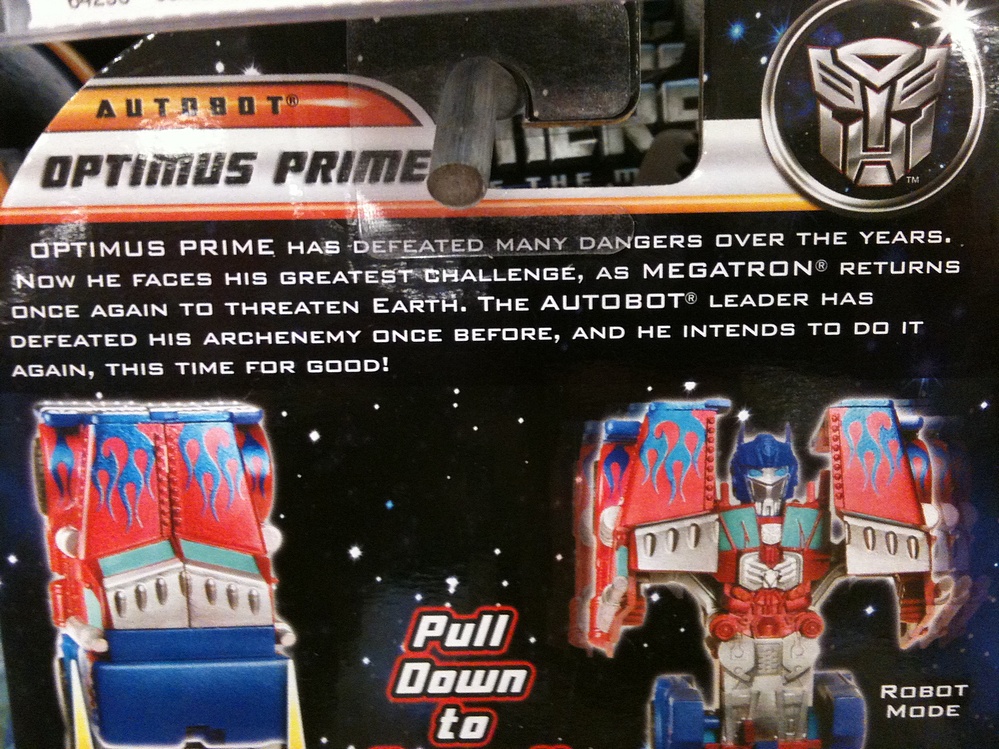 AUTOBOT®
OPTIMUS PRIME
THE
TM
OPTIMUS PRIME HAS DEFEATED MANY DANGERS OVER THE YEARS.
NOW HE FACES HIS GREATEST CHALLENGE, AS MEGATRON® RETURNS
ONCE AGAIN TO THREATEN EARTH. THE AUTOBOT® LEADER HAS
DEFEATED HIS ARCHENEMY ONCE BEFORE, AND HE INTENDS TO DO IT
AGAIN, THIS TIME FOR GOOD!
Pull
Down
to
ROBOT
MODE